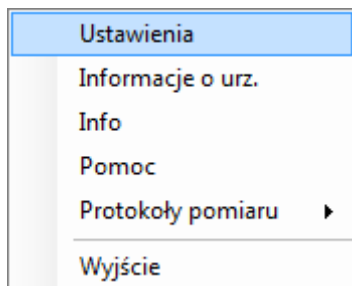 Ustawienia
Informacje o urz.
Info
Pomoc
Protokoły pomiaru
Wyjście